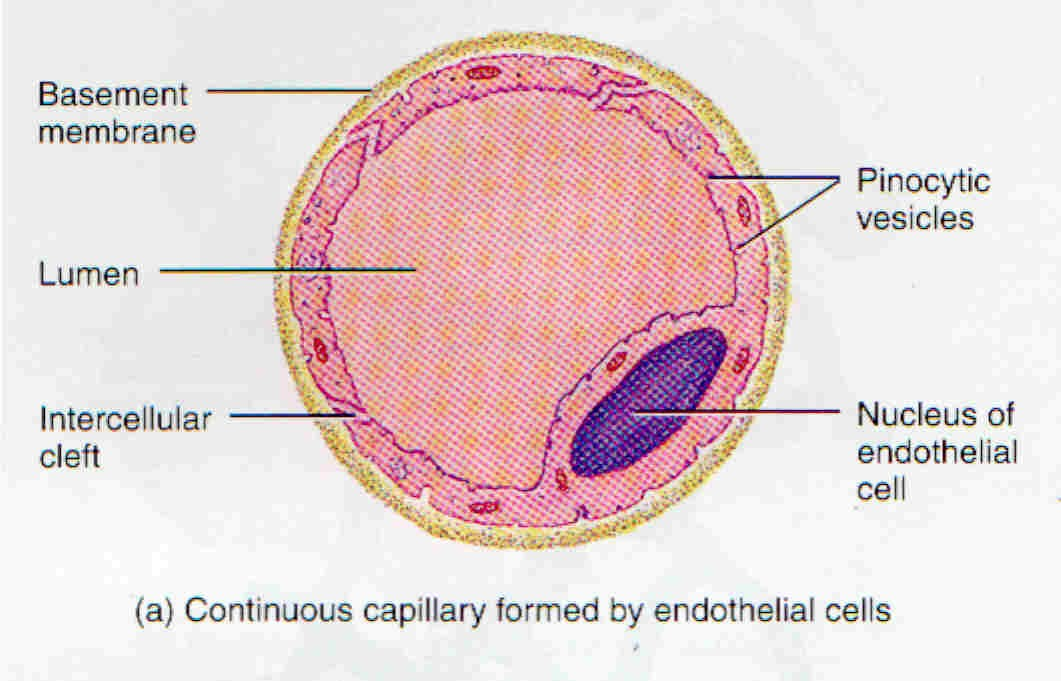 Basement
membrane
Pinocytic
vesicles
Lumen
Intercellular
cleft
Nucleus of
endothelial
cell
(a) Continuous capillary formed by endothelial cells